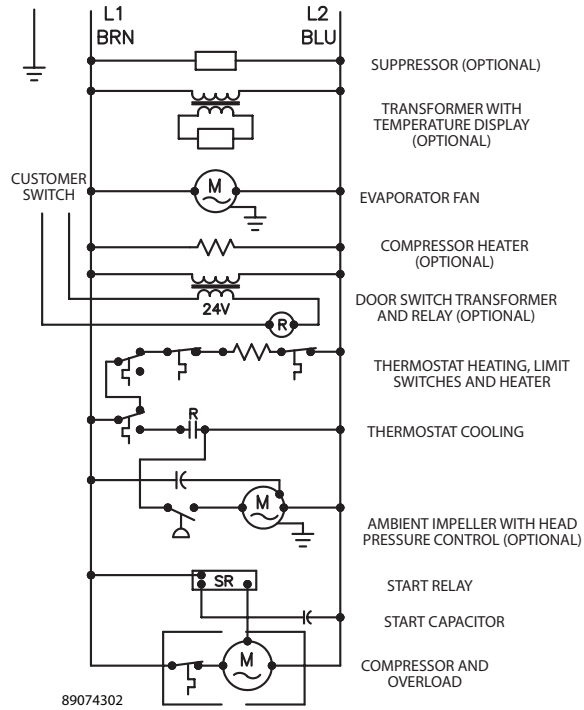 L1
BRN
L2
BLU
SUPPRESSOR (OPTIONAL)
TRANSFORMER WITH
TEMPERATURE DISPLAY
(OPTIONAL)
CUSTOMER
SWITCH
M
EVAPORATOR FAN
COMPRESSOR HEATER
(OPTIONAL)
24V
R
DOOR SWITCH TRANSFORMER
AND RELAY (OPTIONAL)
THERMOSTAT HEATING, LIMIT
SWITCHES AND HEATER
R
THERMOSTAT COOLING
M
AMBIENT IMPELLER WITH HEAD
PRESSURE CONTROL (OPTIONAL)
SR
START RELAY
START CAPACITOR
M
COMPRESSOR AND
OVERLOAD
89074302